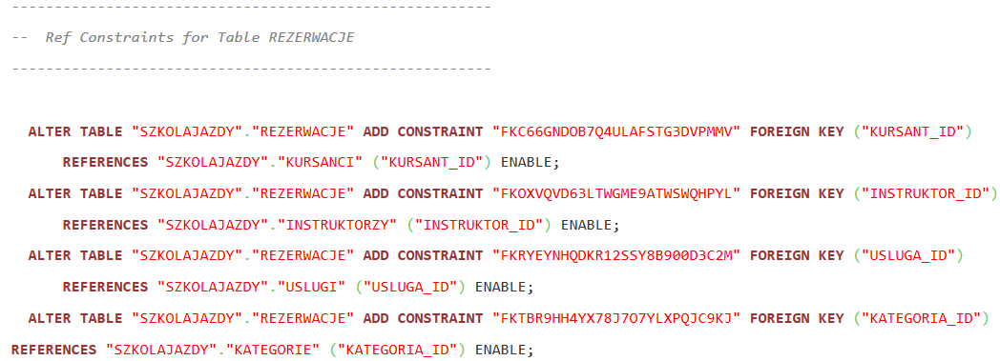 --------------------------------------------------------
--  Ref Constraints for Table REZERWACJE
--------------------------------------------------------
ALTER TABLE "SZKOLAJAZDY"."REZERWACJE" ADD CONSTRAINT "FKC66GNDOB7Q4ULAFSTG3DVPMMV" FOREIGN KEY ("KURSANT_ID")
REFERENCES "SZKOLAJAZDY"."KURSANCI" ("KURSANT_ID") ENABLE;
ALTER TABLE "SZKOLAJAZDY"."REZERWACJE" ADD CONSTRAINT "FKOXVQVD63LTWGME9ATWSWQHPYL" FOREIGN KEY ("INSTRUKTOR_ID")
REFERENCES "SZKOLAJAZDY"."INSTRUKTORZY" ("INSTRUKTOR_ID") ENABLE;
ALTER TABLE "SZKOLAJAZDY"."REZERWACJE" ADD CONSTRAINT "FKRYEYNHQDKR12SSY8B900D3C2M" FOREIGN KEY ("USLUGA_ID")
REFERENCES "SZKOLAJAZDY"."USLUGI" ("USLUGA_ID") ENABLE;
ALTER TABLE "SZKOLAJAZDY"."REZERWACJE" ADD CONSTRAINT "FKTBR9HH4YX78J7O7YLXPQJC9KJ" FOREIGN KEY ("KATEGORIA_ID")
REFERENCES "SZKOLAJAZDY"."KATEGORIE" ("KATEGORIA_ID") ENABLE;